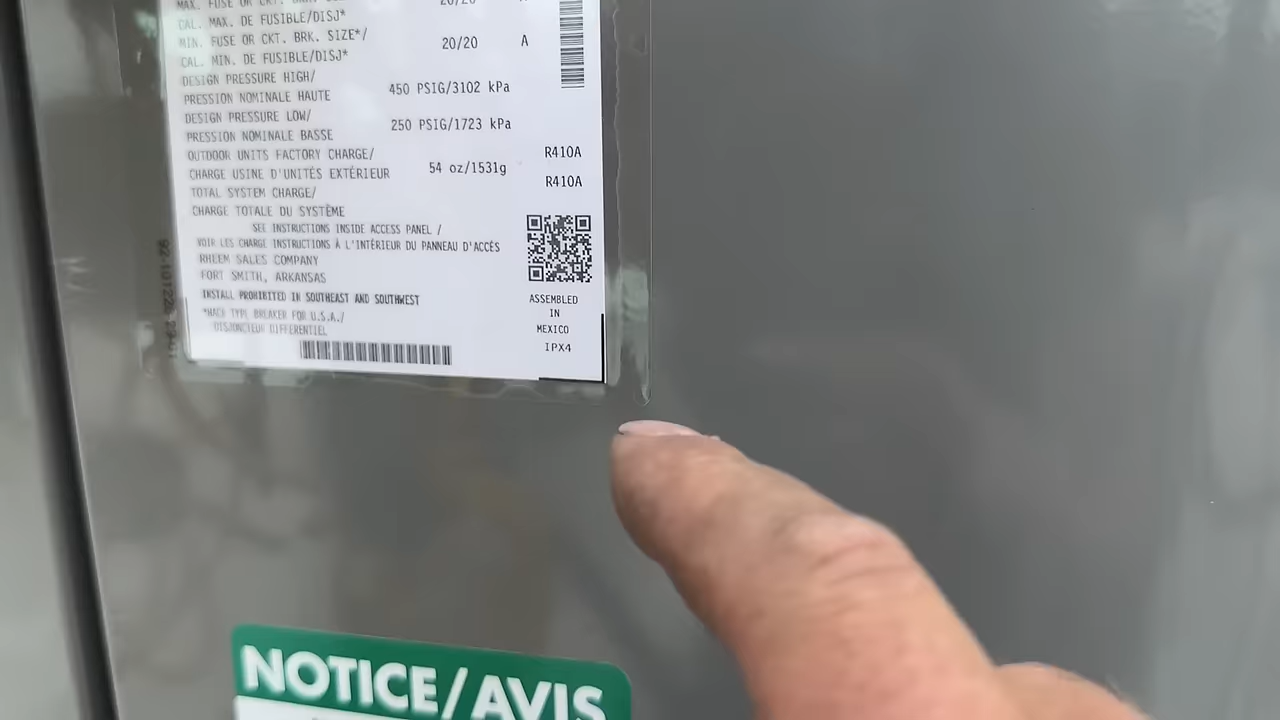 MAX. FUSE OR CKT. BRK.
CAL. MAX. DE FUSIBLE/DISJ*
MIN. FUSE OR CKT. BRK. SIZE*/ 20/20 A
CAL. MIN. DE FUSIBLE/DISJ*
DESIGN PRESSURE HIGH/
PRESSION NOMINALE HAUTE 450 PSIG/3102 kPa
DESIGN PRESSURE LOW/
PRESSION NOMINALE BASSE 250 PSIG/1723 kPa
OUTDOOR UNITS FACTORY CHARGE/ R410A
CHARGE USINE D'UNITÉS EXTÉRIEUR 54 oz/1531g
TOTAL SYSTEM CHARGE/ R410A
CHARGE TOTALE DU SYSTÈME
SEE INSTRUCTIONS INSIDE ACCESS PANEL /
VOIR LES CHARGE INSTRUCTIONS À L'INTÉRIEUR DU PANNEAU D'ACCÈS
RHEEM SALES COMPANY
FORT SMITH, ARKANSAS
INSTALL PROHIBITED IN SOUTHEAST AND SOUTHWEST
*HACR TYPE BREAKER FOR U.S.A./
DISJONCTEUR DIFFERENTIEL
ASSEMBLED
IN
MEXICO
IPX4
NOTICE/AVIS